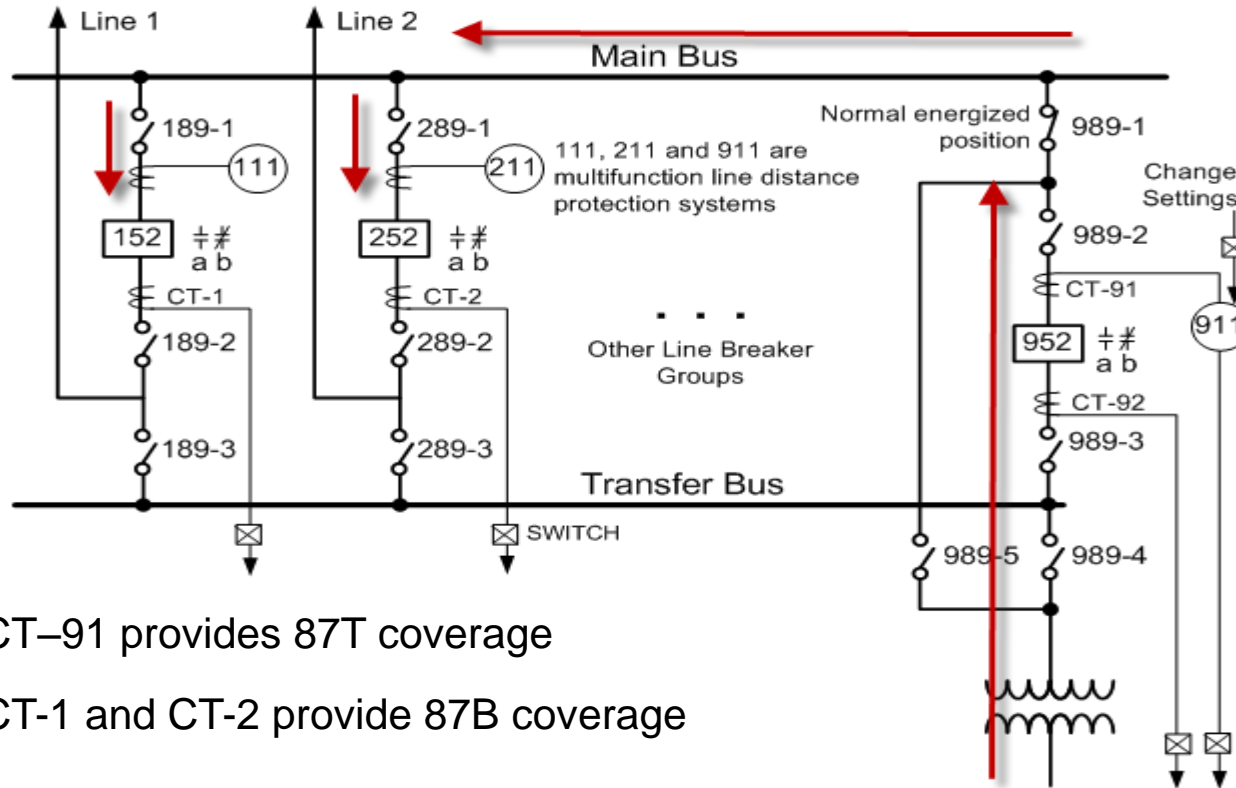 Line 1
Line 2
Main Bus
189-1
289-1
Normal energized
position
989-1
111
211
111, 211 and 911 are
multifunction line distance
protection systems
Change
Settings
152
a b
252
a b
989-2
CT-91
911
CT-1
CT-2
. . .
Other Line Breaker
Groups
952
a b
189-2
289-2
CT-92
189-3
289-3
989-3
Transfer Bus
SWITCH
989-5
989-4
CT–91 provides 87T coverage
CT-1 and CT-2 provide 87B coverage